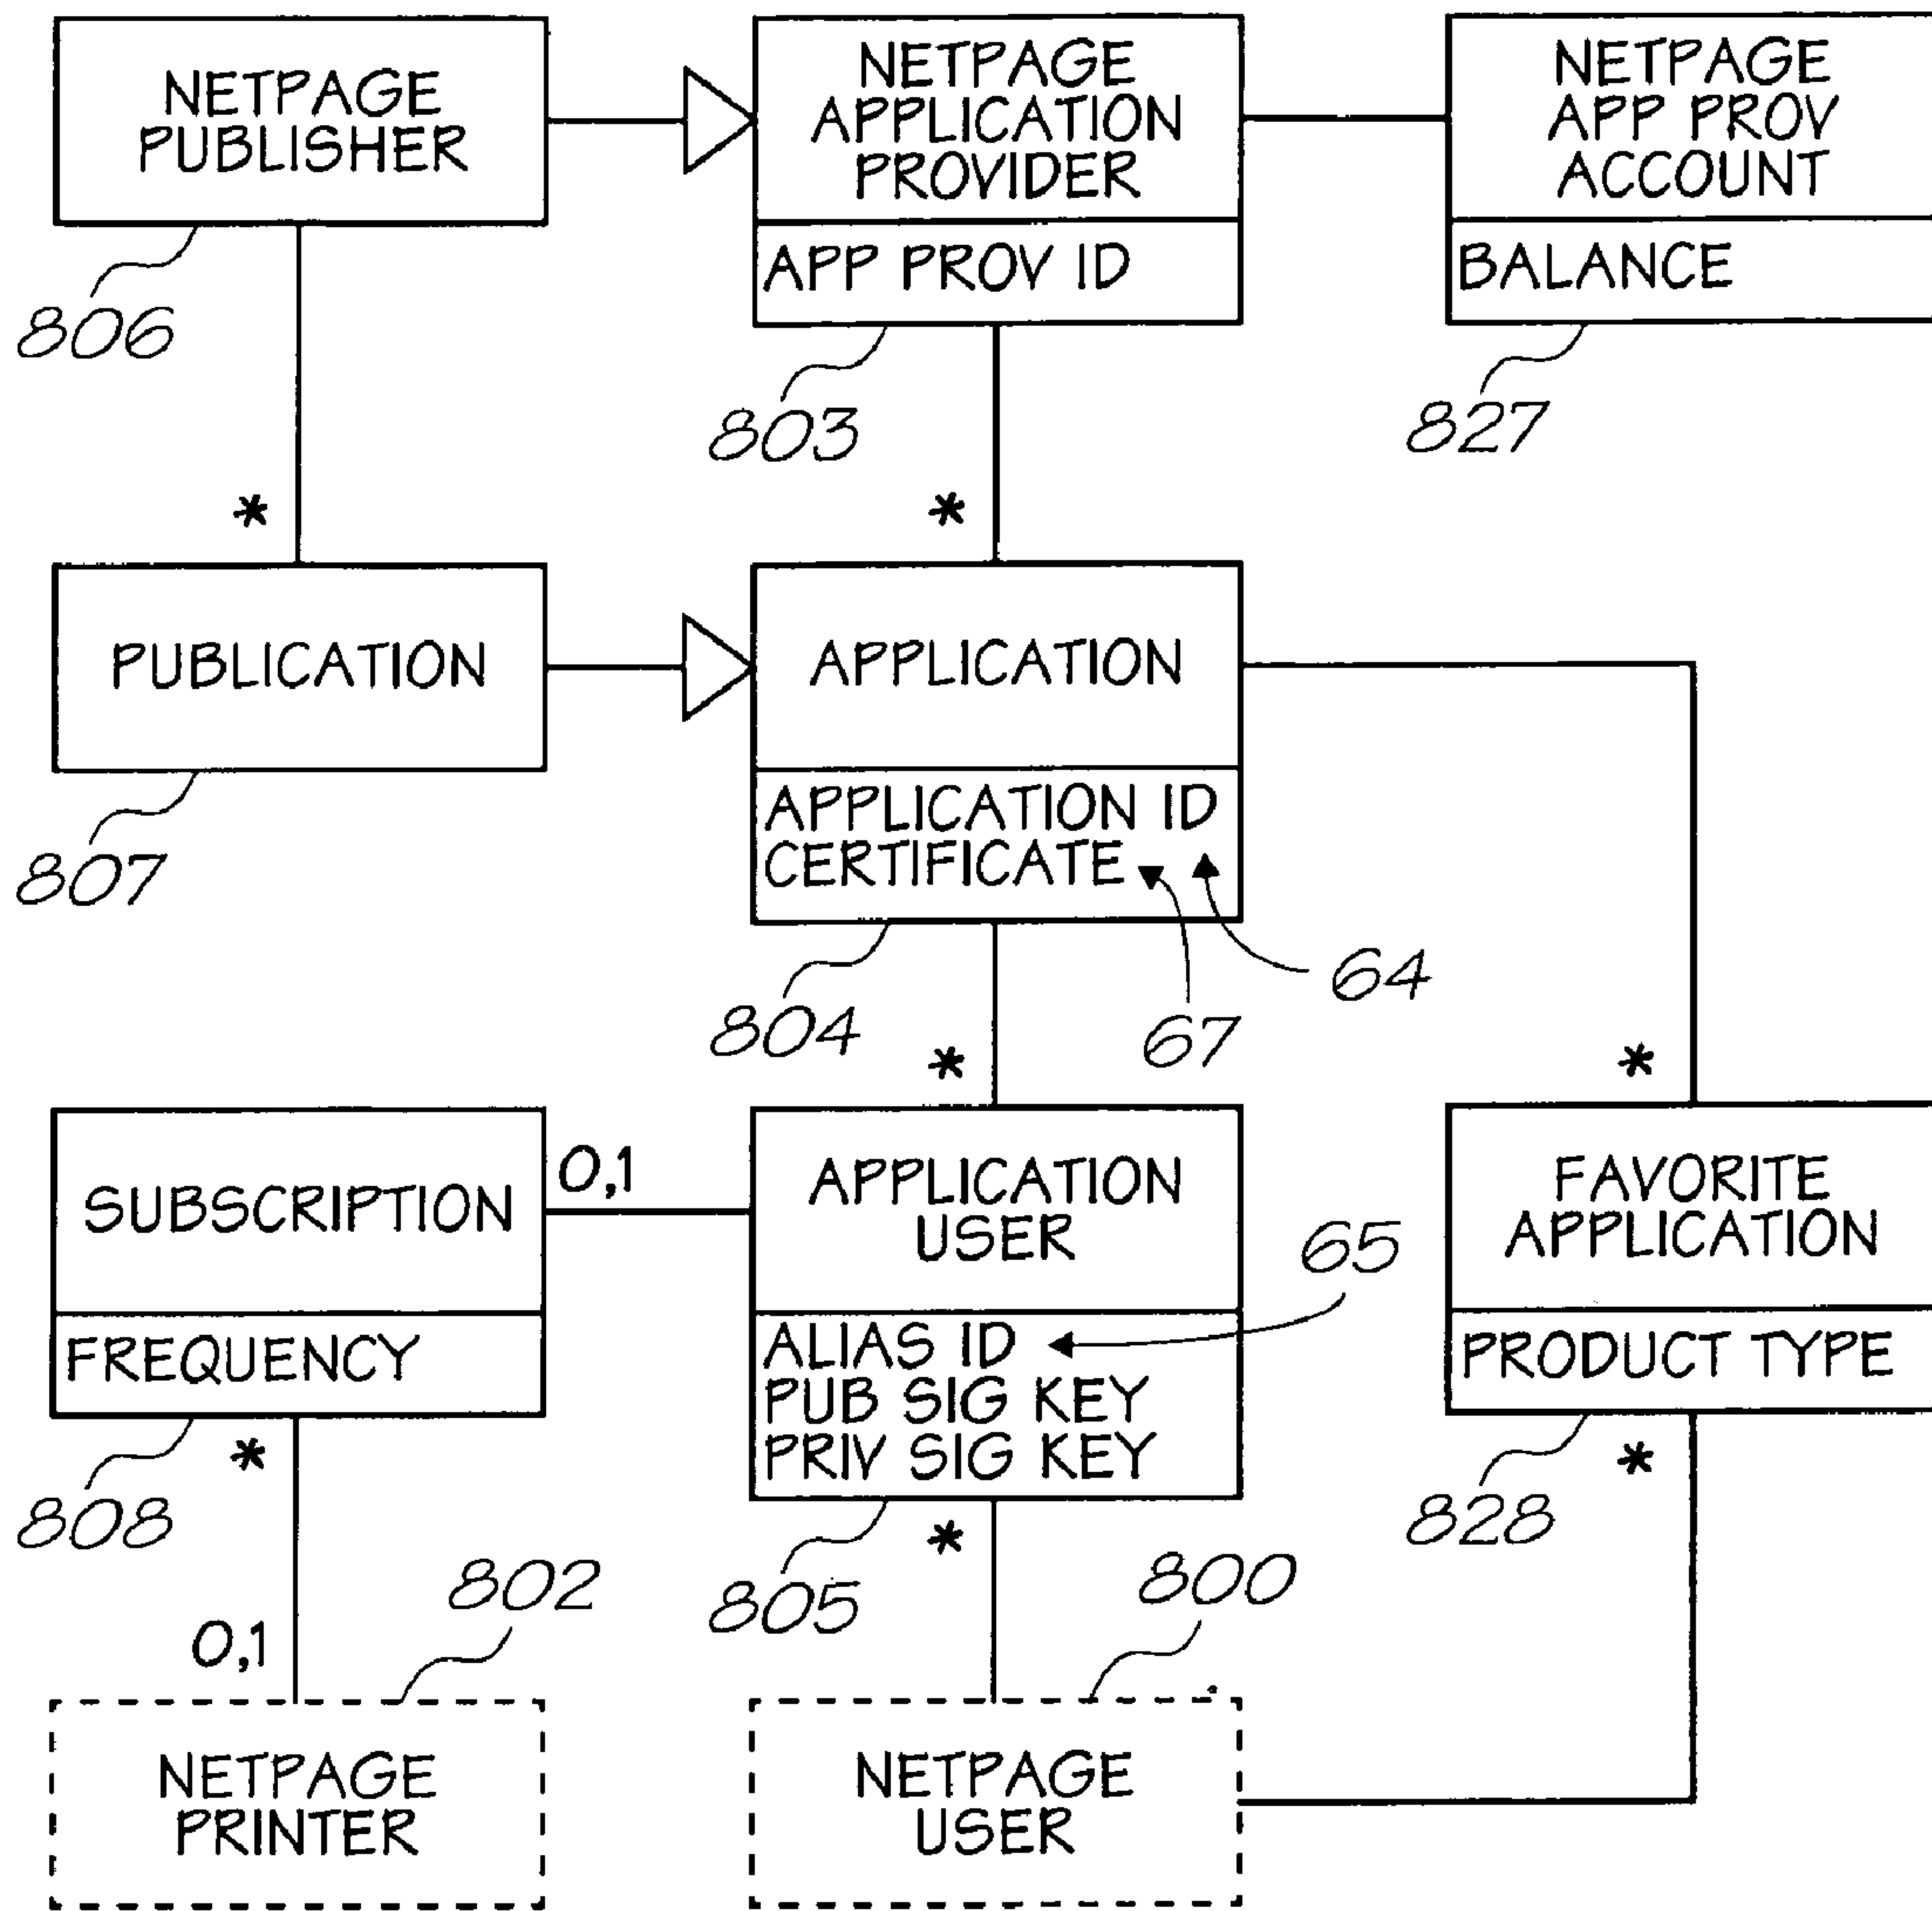 NETPAGE
PUBLISHER
NETPAGE
APPLICATION
PROVIDER
APP PROV ID
NETPAGE
APP PROV
ACCOUNT
BALANCE
806
803
827
*
*
PUBLICATION
APPLICATION
APPLICATION ID
CERTIFICATE
807
804
67
64
*
*
SUBSCRIPTION
FREQUENCY
0,1
APPLICATION
USER
ALIAS ID
PUB SIG KEY
PRIV SIG KEY
65
FAVORITE
APPLICATION
PRODUCT TYPE
808
*
802
805
*
800
828
*
0,1
NETPAGE
PRINTER
NETPAGE
USER